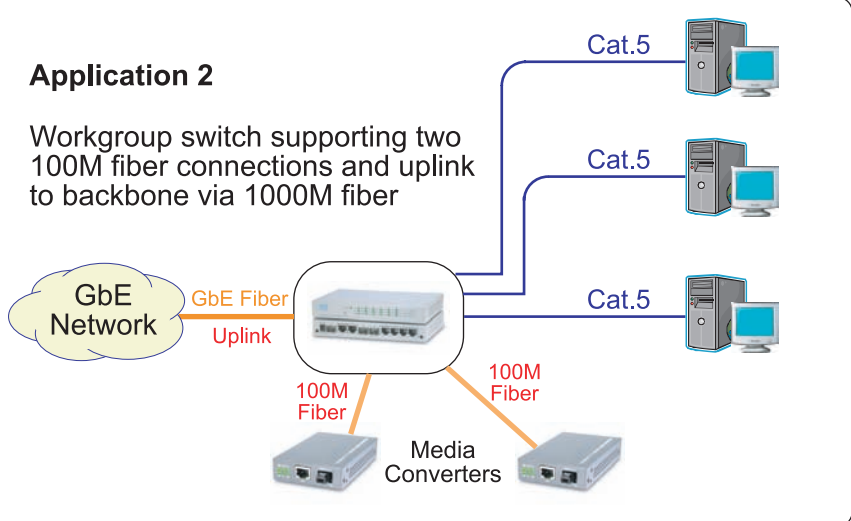 Application 2
Workgroup switch supporting two
100M fiber connections and uplink
to backbone via 1000M fiber
Cat.5
Cat.5
Cat.5
GbE
Network
GbE Fiber
Uplink
100M
Fiber
100M
Fiber
Media
Converters